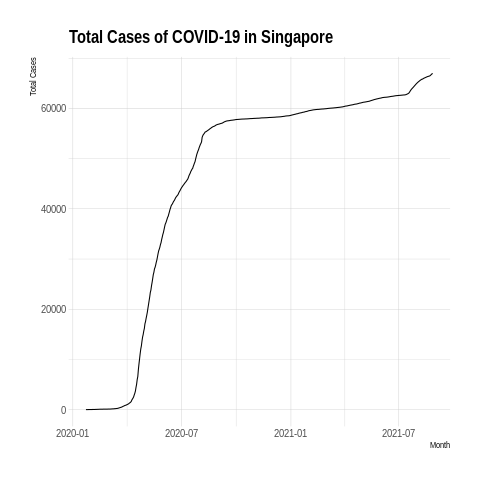 Total Cases of COVID-19 in Singapore
Total Cases
60000
40000
20000
0
2020-01 2020-07 2021-01 2021-07
Month